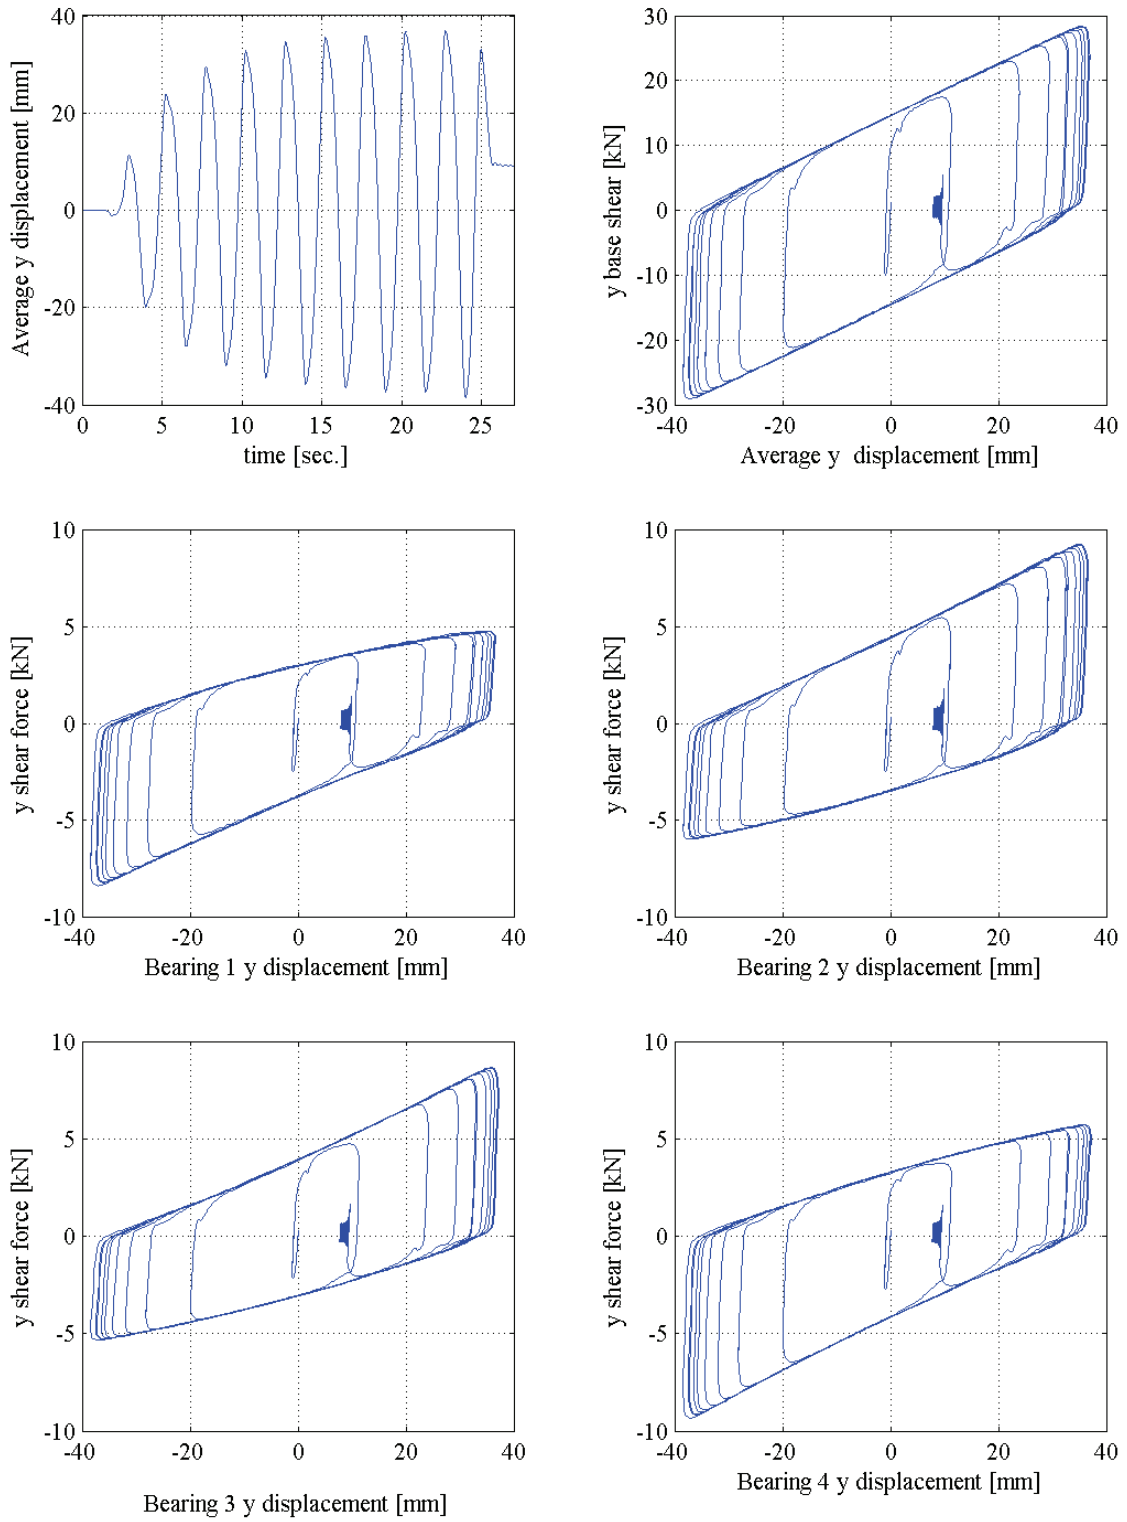 40
20
0
-20
-40
Average y displacement [mm]
0 5 10 15 20 25
time [sec.]
30
20
10
0
-10
-20
-30
y base shear [kN]
-40 -20 0 20 40
Average y displacement [mm]
10
5
0
-5
-10
y shear force [kN]
-40 -20 0 20 40
Bearing 1 y displacement [mm]
10
5
0
-5
-10
y shear force [kN]
-40 -20 0 20 40
Bearing 2 y displacement [mm]
10
5
0
-5
-10
y shear force [kN]
-40 -20 0 20 40
Bearing 3 y displacement [mm]
10
5
0
-5
-10
y shear force [kN]
-40 -20 0 20 40
Bearing 4 y displacement [mm]